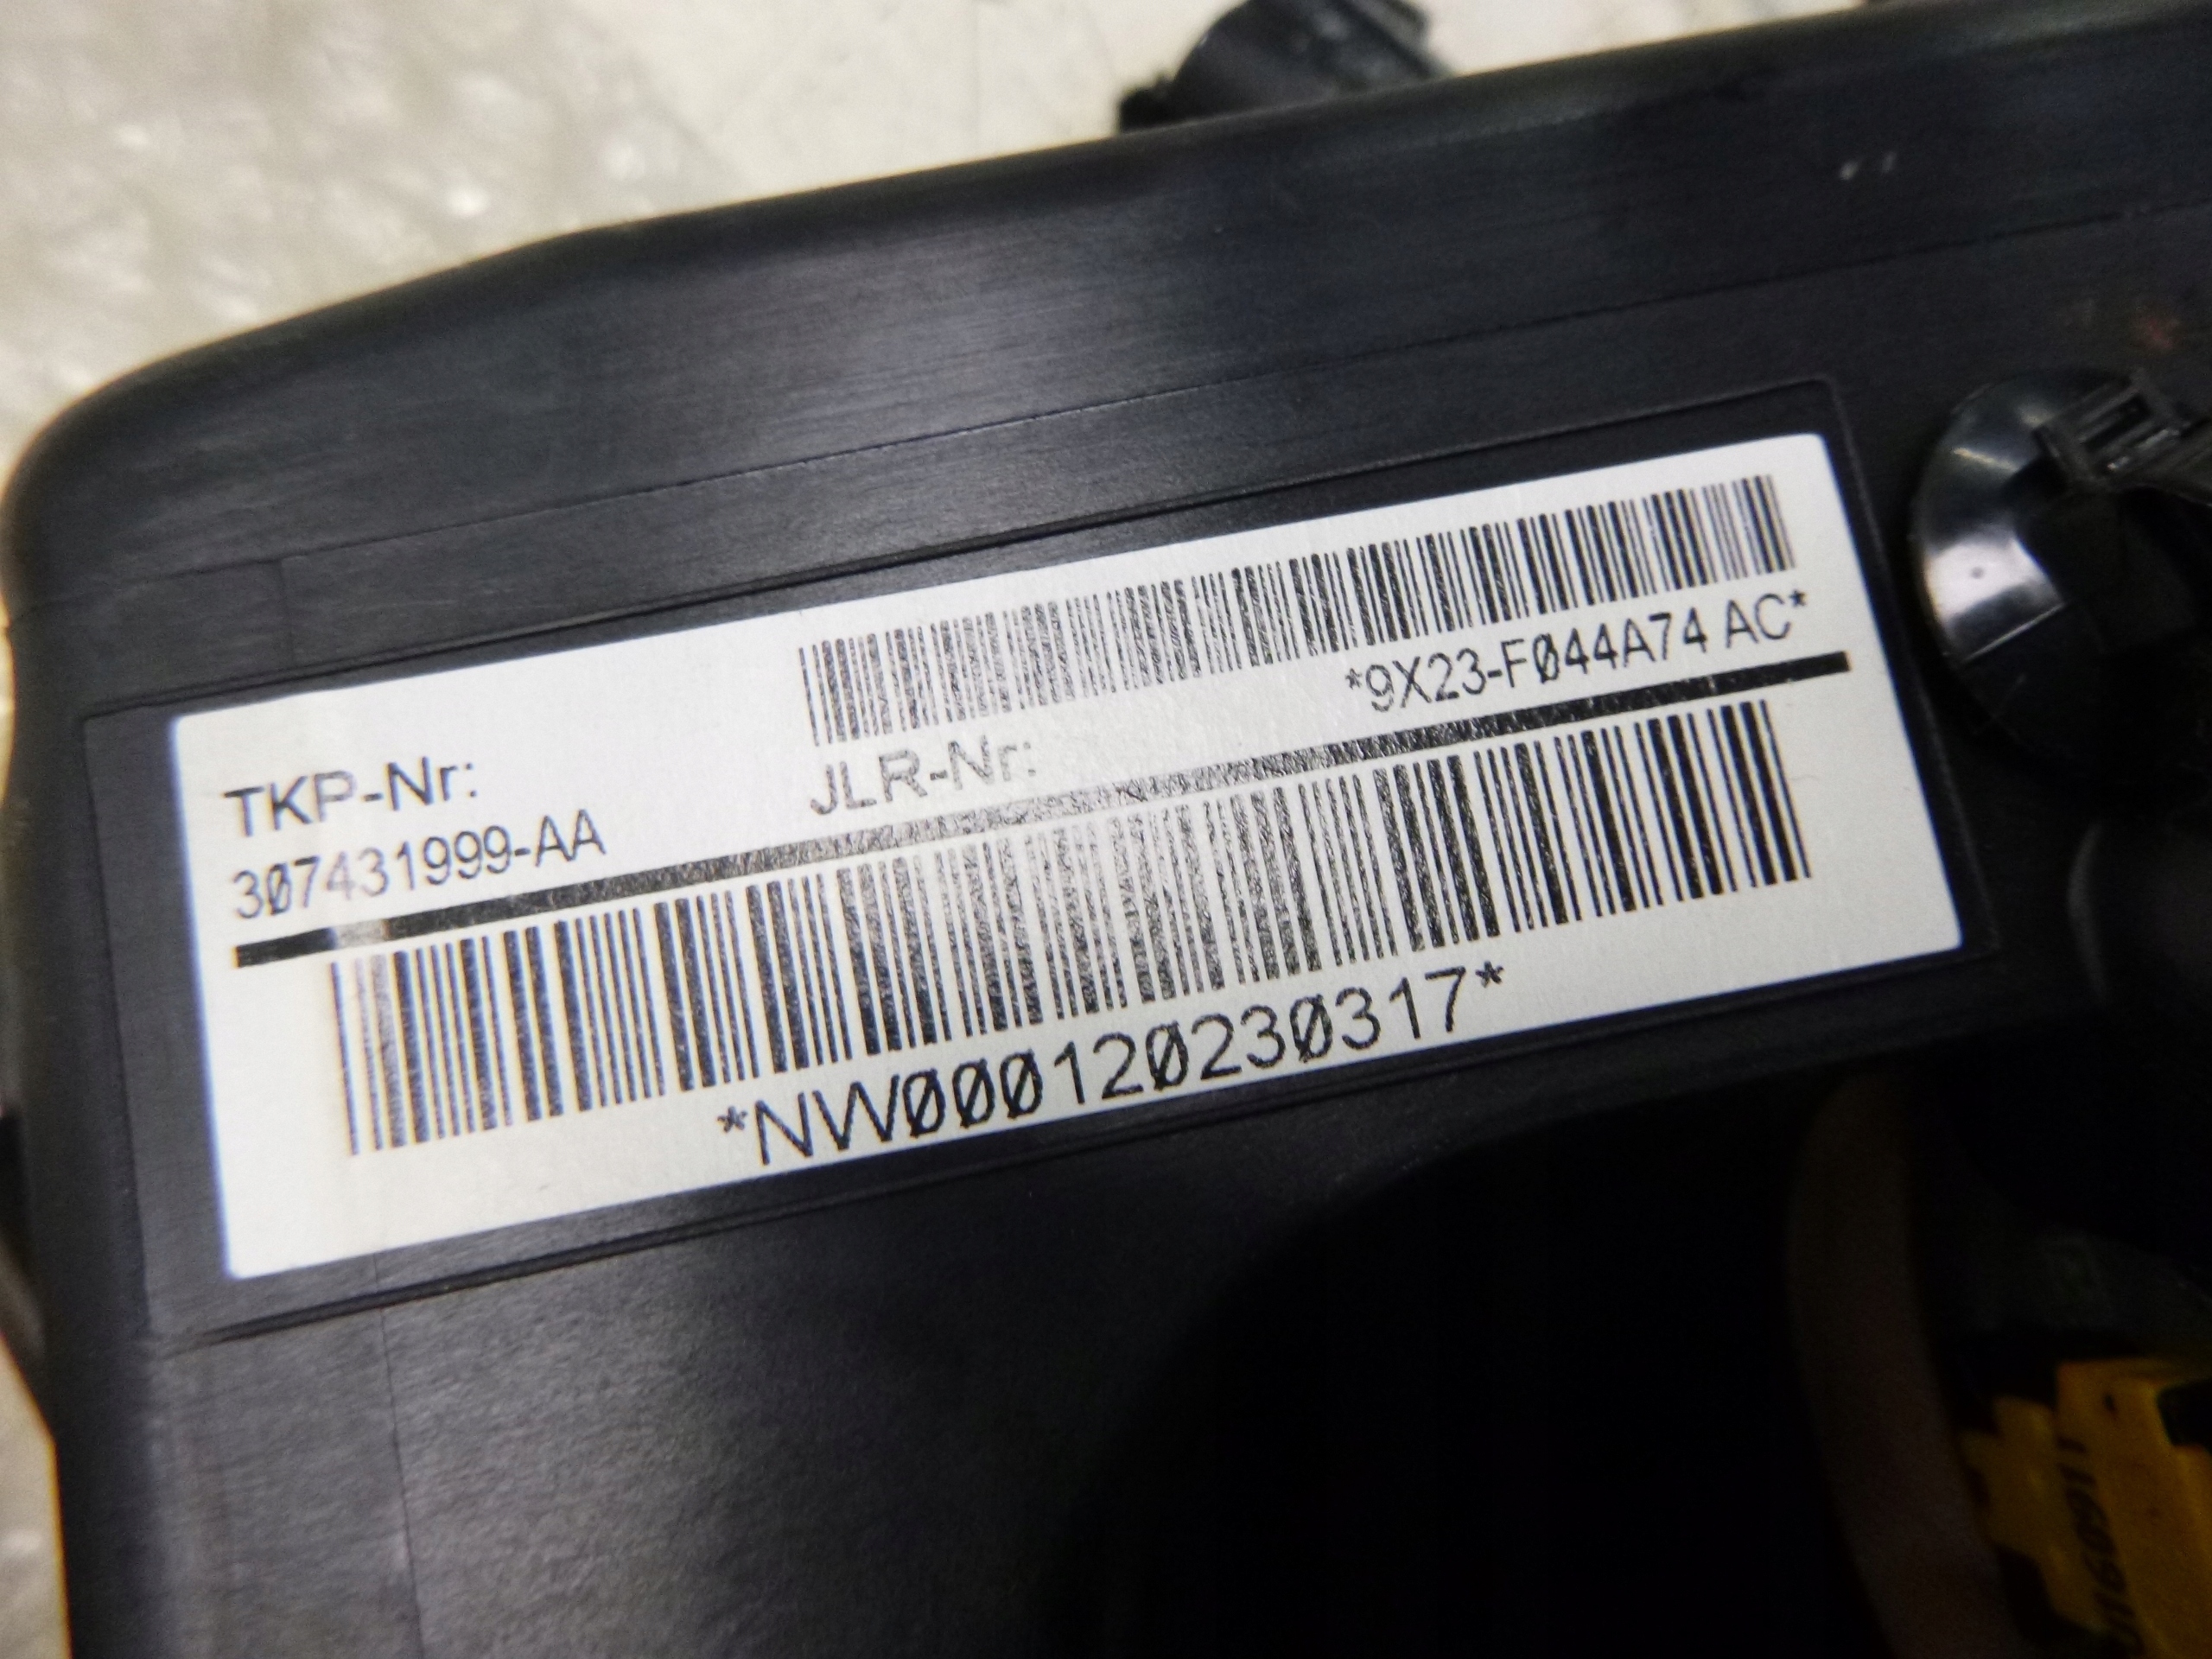 *9X23-F044A74 AC*
TKP-Nr:
JLR-Nr:
307431999-AA
*NW000120230317*